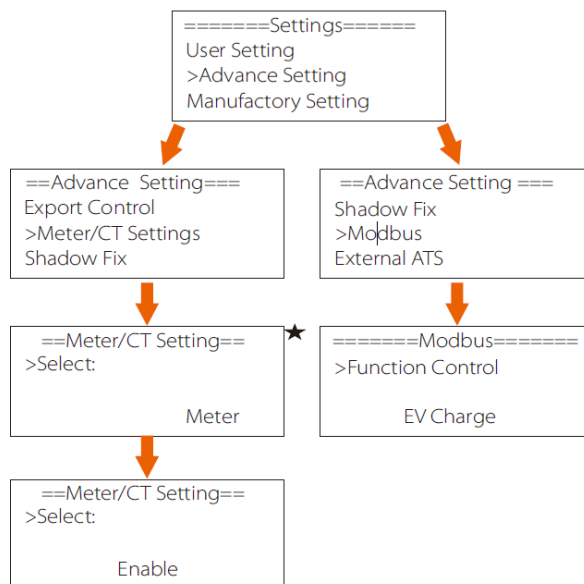 =======Settings======
User Setting
>Advance Setting
Manufactory Setting
==Advance Setting===
Export Control
>Meter/CT Settings
Shadow Fix
==Advance Setting ===
Shadow Fix
>Modbus
External ATS
==Meter/CT Setting==
>Select:
Meter
★
=======Modbus=======
>Function Control
EV Charge
==Meter/CT Setting==
>Select:
Enable